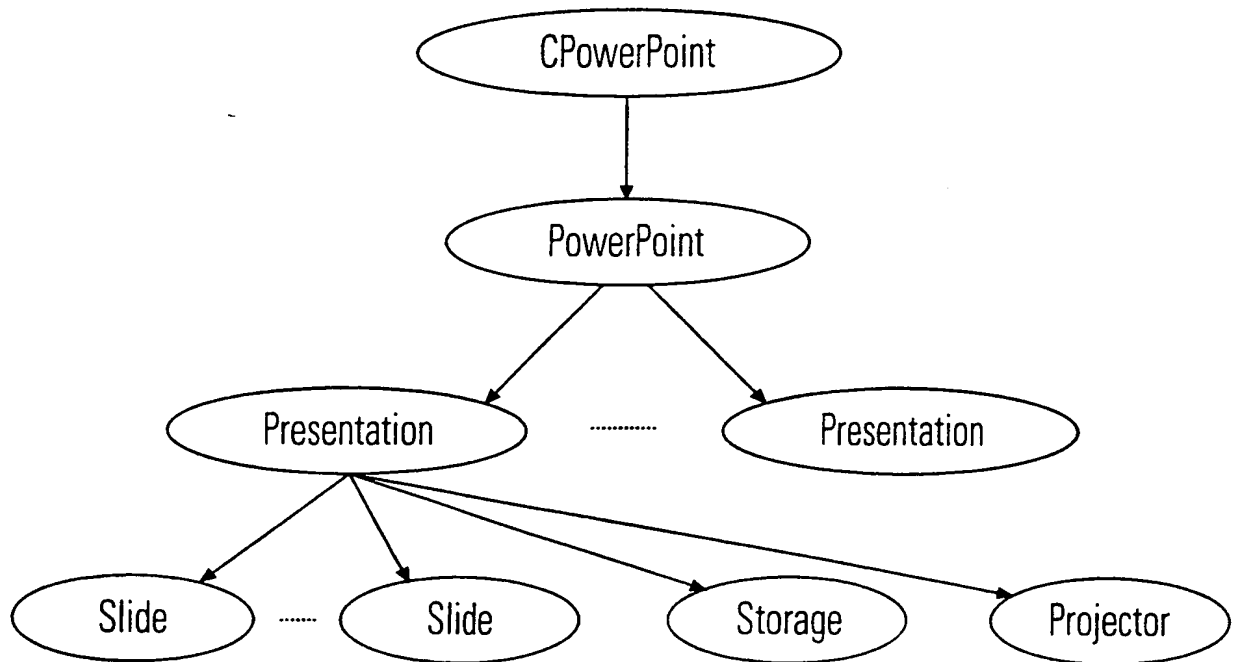 CPowerPoint
PowerPoint
Presentation ............ Presentation
Slide ....... Slide Storage Projector